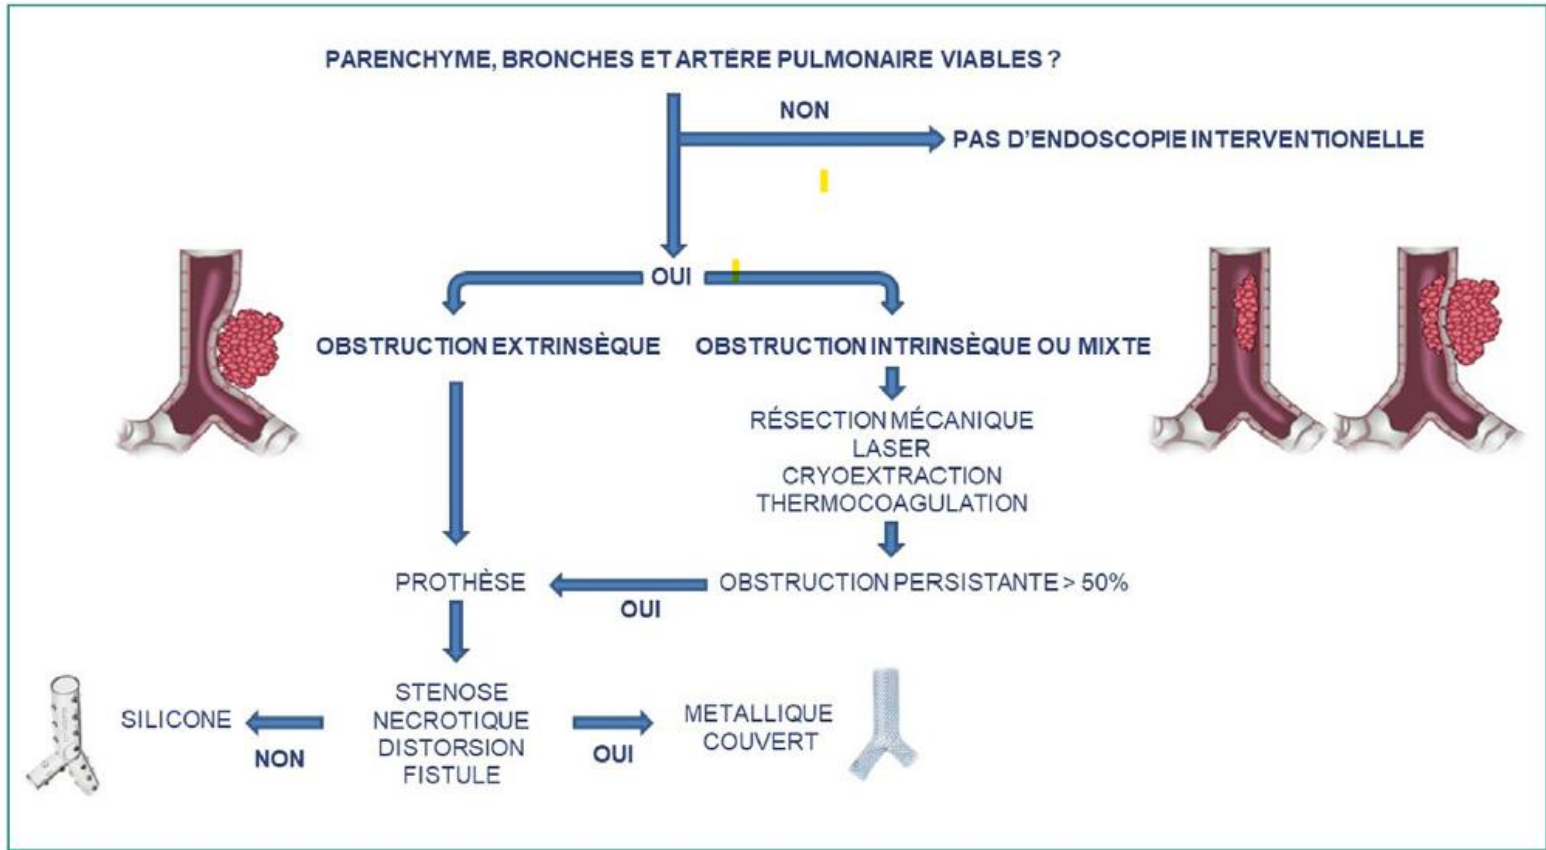 PARENCHYME, BRONCHES ET ARTÈRE PULMONAIRE VIABLES ?
NON
PAS D'ENDOSCOPIE INTERVENTIONELLE
OUI
OBSTRUCTION EXTRINSÈQUE
OBSTRUCTION INTRINSÈQUE OU MIXTE
RÉSECTION MÉCANIQUE
LASER
CRYOEXTRACTION
THERMOCOAGULATION
PROTHÈSE
OBSTRUCTION PERSISTANTE > 50%
OUI
STENOSE
NECROTIQUE
DISTORSION
FISTULE
SILICONE
NON
OUI
METALLIQUE
COUVERT